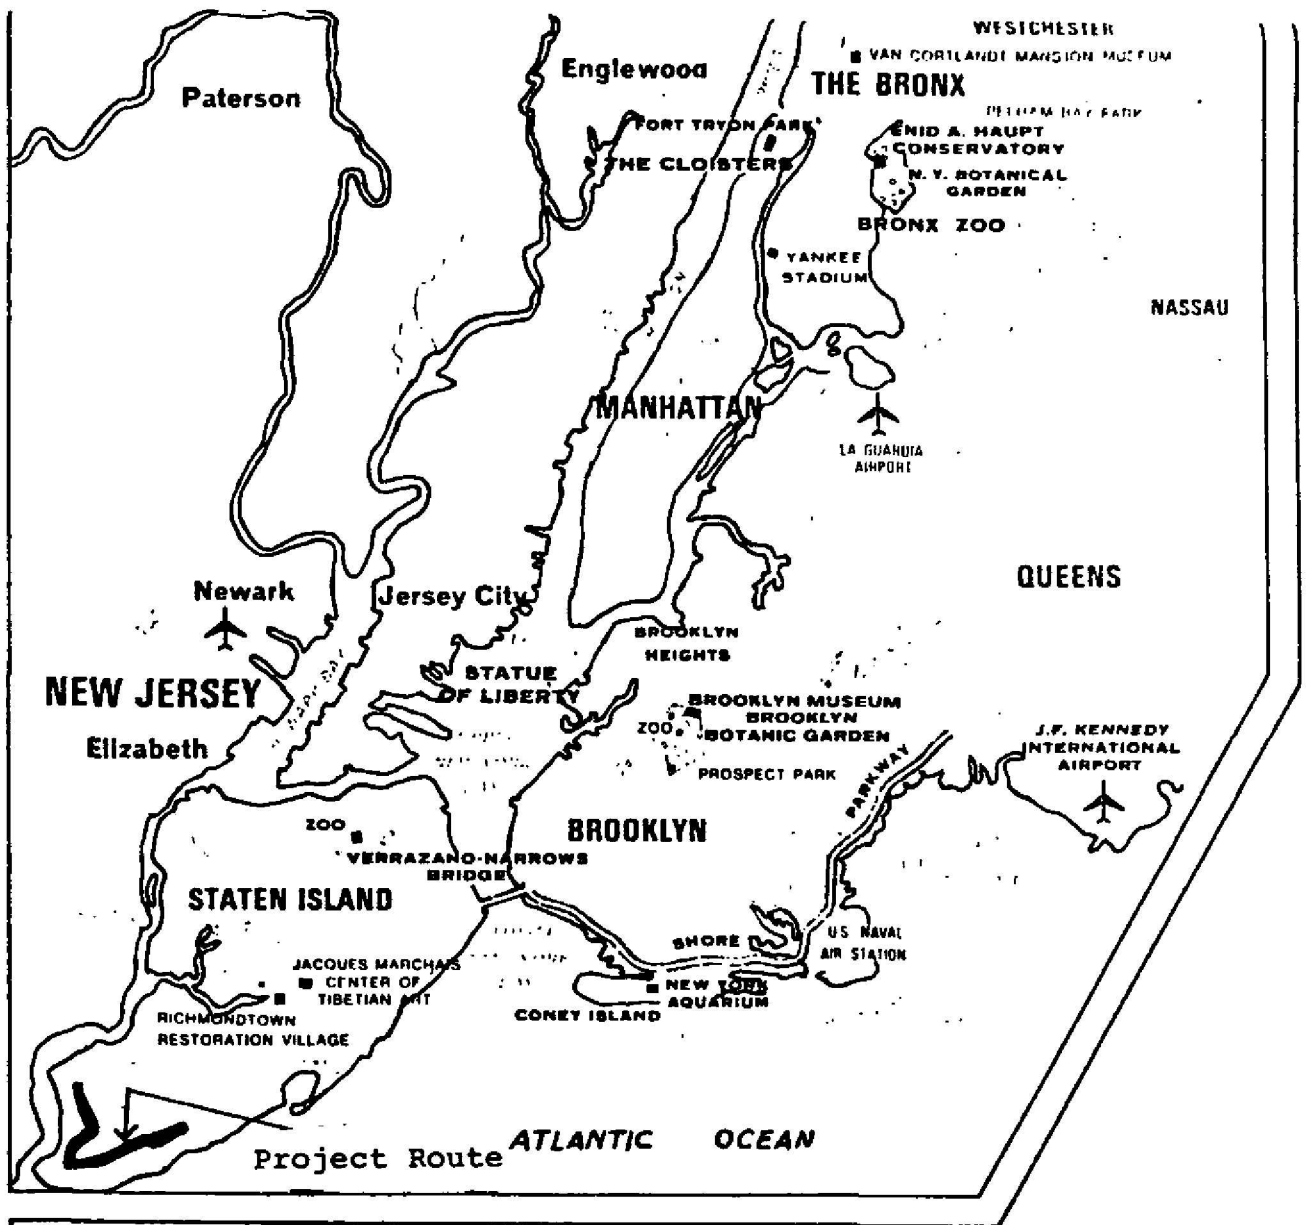 WESTCHESTER
VAN CORTLANDT MANSION MUSEUM
THE BRONX
Paterson
Englewood
PELHAM BAY PARK
FORT TRYON PARK
THE CLOISTERS
ENID A. HAUPT
CONSERVATORY
N. Y. BOTANICAL
GARDEN
BRONX ZOO
YANKEE
STADIUM
NASSAU
MANHATTAN
LA GUARDIA
AIRPORT
QUEENS
Newark
Jersey City
BROOKLYN
HEIGHTS
NEW JERSEY
STATUE
OF LIBERTY
Elizabeth
BROOKLYN MUSEUM
BROOKLYN
BOTANIC GARDEN
ZOO
PROSPECT PARK
J.F. KENNEDY
INTERNATIONAL
AIRPORT
PARKWAY
ZOO
BROOKLYN
VERRAZANO-NARROWS
BRIDGE
STATEN ISLAND
SHORE
U.S. NAVAL
AIR STATION
JACQUES MARCHAIS
CENTER OF
TIBETIAN ART
NEW YORK
AQUARIUM
CONEY ISLAND
RICHMONDTOWN
RESTORATION VILLAGE
Project Route
ATLANTIC OCEAN